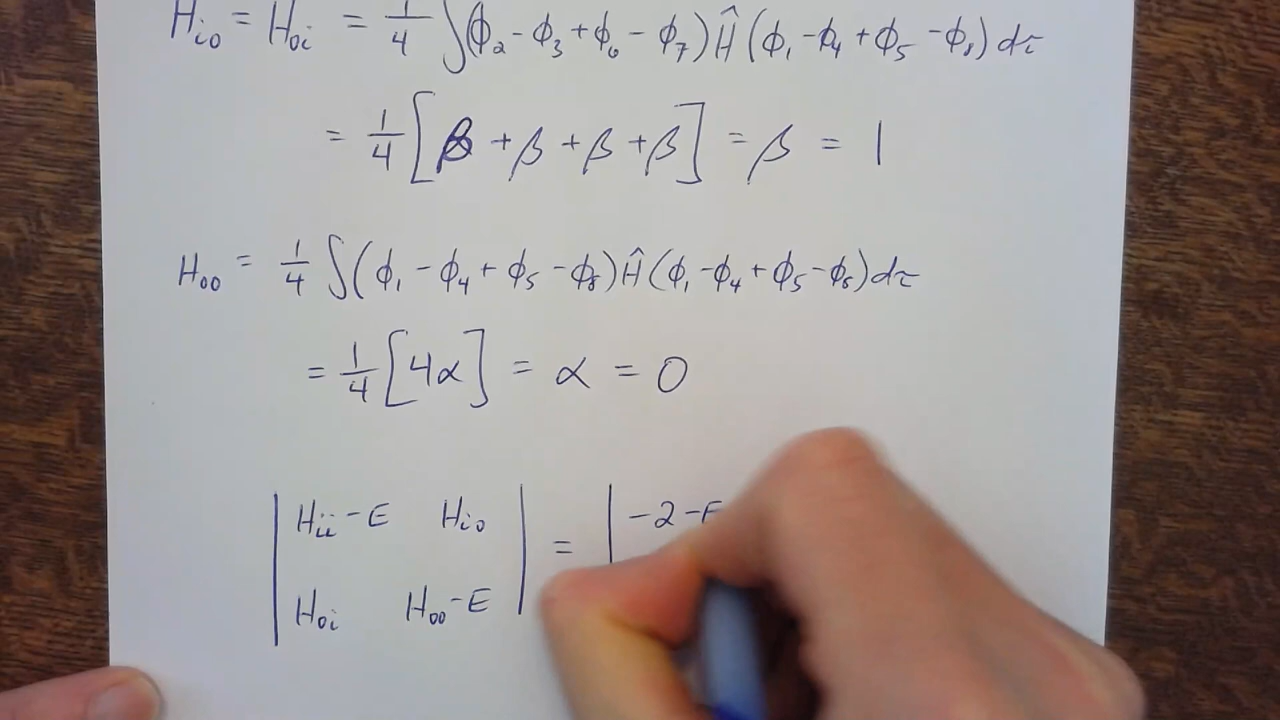 H_io = H_oi = 1/4 ∫(ϕ₂ - ϕ₃ + ϕ₆ - ϕ₇) Ĥ (ϕ₁ - ϕ₄ + ϕ₅ - ϕ₈) dτ
= 1/4 [β + β + β + β] = β = 1
H_oo = 1/4 ∫(ϕ₁ - ϕ₄ + ϕ₅ - ϕ₈) Ĥ (ϕ₁ - ϕ₄ + ϕ₅ - ϕ₈) dτ
= 1/4 [4α] = α = 0
| H_ii - E H_io | = | -2 - E
| H_oi H_oo - E |